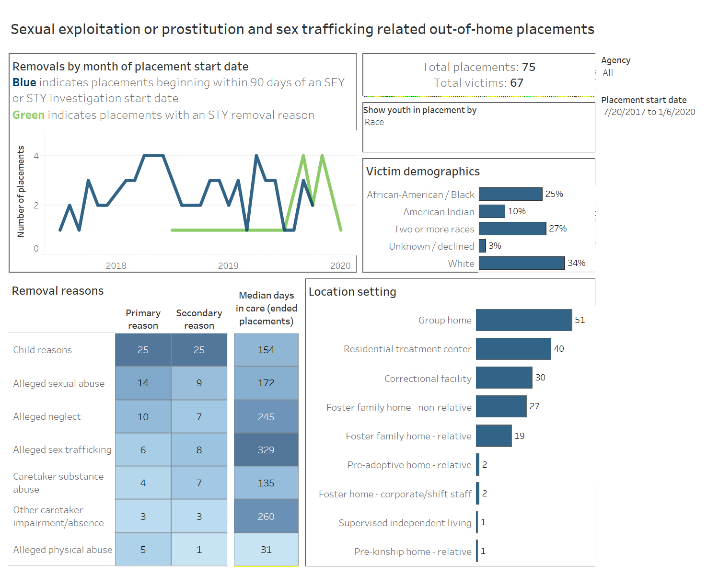 Sexual exploitation or prostitution and sex trafficking related out-of-home placements
Removals by month of placement start date
Blue indicates placements beginning within 90 days of an SEY
or STY investigation start date
Green indicates placements with an STY removal reason
Number of placements
4
2
0
2018
2019
2020
Total placements: 75
Total victims: 67
Agency
All
Placement start date
7/20/2017 to 1/6/2020
Show youth in placement by
Race
Victim demographics
African-American / Black 25%
American Indian 10%
Two or more races 27%
Unknown / declined 3%
White 34%
Removal reasons
Primary reason
Secondary reason
Median days in care (ended placements)
Child reasons 25 25 154
Alleged sexual abuse 14 9 172
Alleged neglect 10 7 245
Alleged sex trafficking 6 8 329
Caretaker substance abuse 4 7 135
Other caretaker impairment/absence 3 3 260
Alleged physical abuse 5 1 31
Location setting
Group home 51
Residential treatment center 40
Correctional facility 30
Foster family home - non relative 27
Foster family home - relative 19
Pre-adoptive home - relative 2
Foster home - corporate/shift staff 2
Supervised independent living 1
Pre-kinship home - relative 1